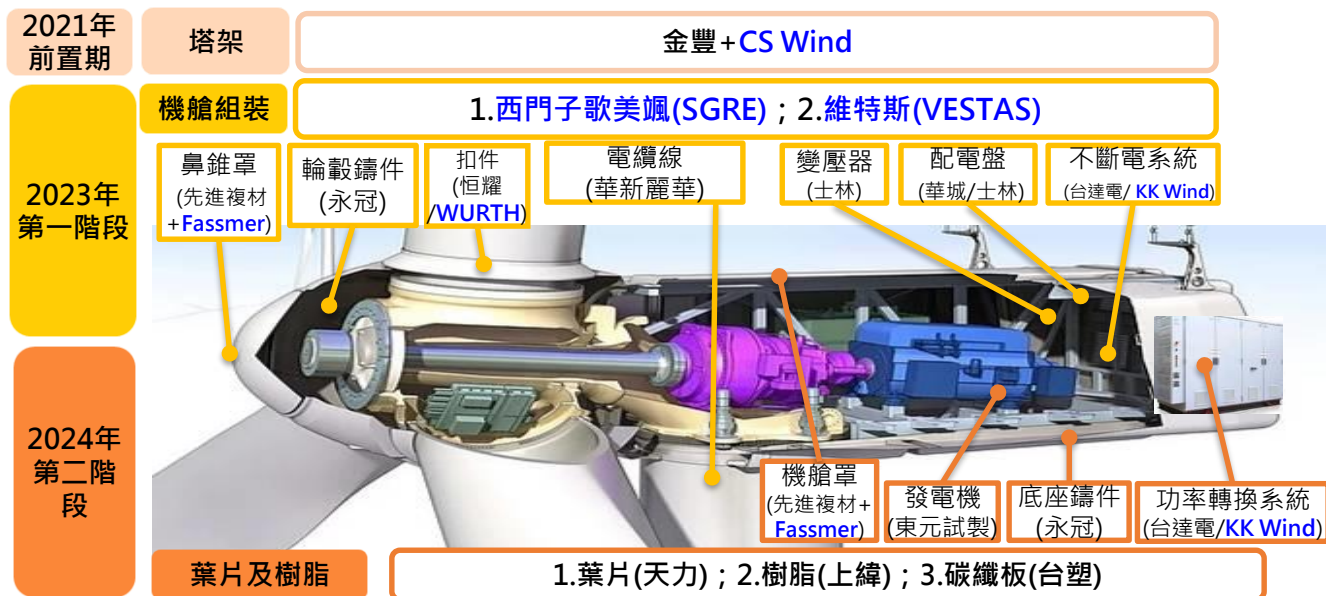 2021年
前置期
塔架
金豐+CS Wind
機艙組裝
1.西門子歌美颯(SGRE)；2.維特斯(VESTAS)
2023年
第一階段
鼻錐罩
(先進複材
+Fassmer)
輪轂鑄件
(永冠)
扣件
(恒耀
/WURTH)
電纜線
(華新麗華)
變壓器
(士林)
配電盤
(華城/士林)
不斷電系統
(台達電/ KK Wind)
2024年
第二階
段
機艙罩
(先進複材+
Fassmer)
發電機
(東元試製)
底座鑄件
(永冠)
功率轉換系統
(台達電/KK Wind)
葉片及樹脂
1.葉片(天力)；2.樹脂(上緯)；3.碳纖板(台塑)